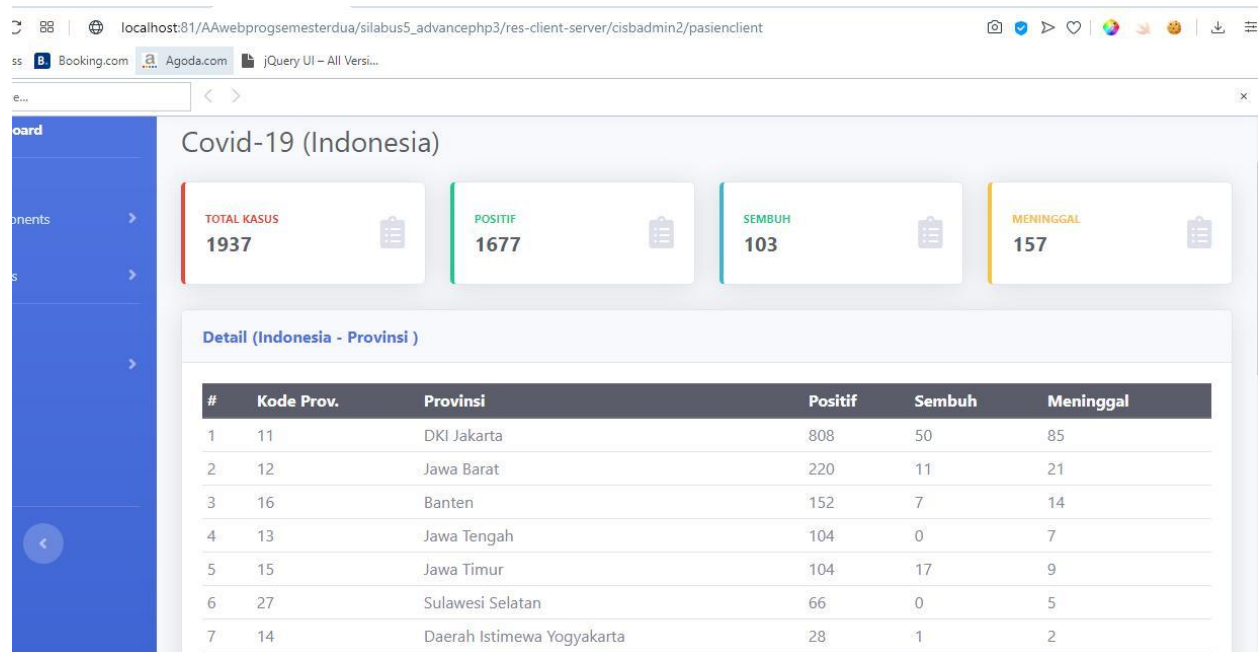 localhost:81/AAwebprogsemesterdua/silabus5_advancephp3/res-client-server/cisbadmin2/pasienclient
ss B. Booking.com a Agoda.com jQuery UI – All Versi...
e...
oard
Covid-19 (Indonesia)
TOTAL KASUS POSITIF SEMBUH MENINGGAL
1937 1677 103 157
onents
s
Detail (Indonesia - Provinsi )
# Kode Prov. Provinsi Positif Sembuh Meninggal
1 11 DKI Jakarta 808 50 85
2 12 Jawa Barat 220 11 21
3 16 Banten 152 7 14
4 13 Jawa Tengah 104 0 7
5 15 Jawa Timur 104 17 9
6 27 Sulawesi Selatan 66 0 5
7 14 Daerah Istimewa Yogyakarta 28 1 2